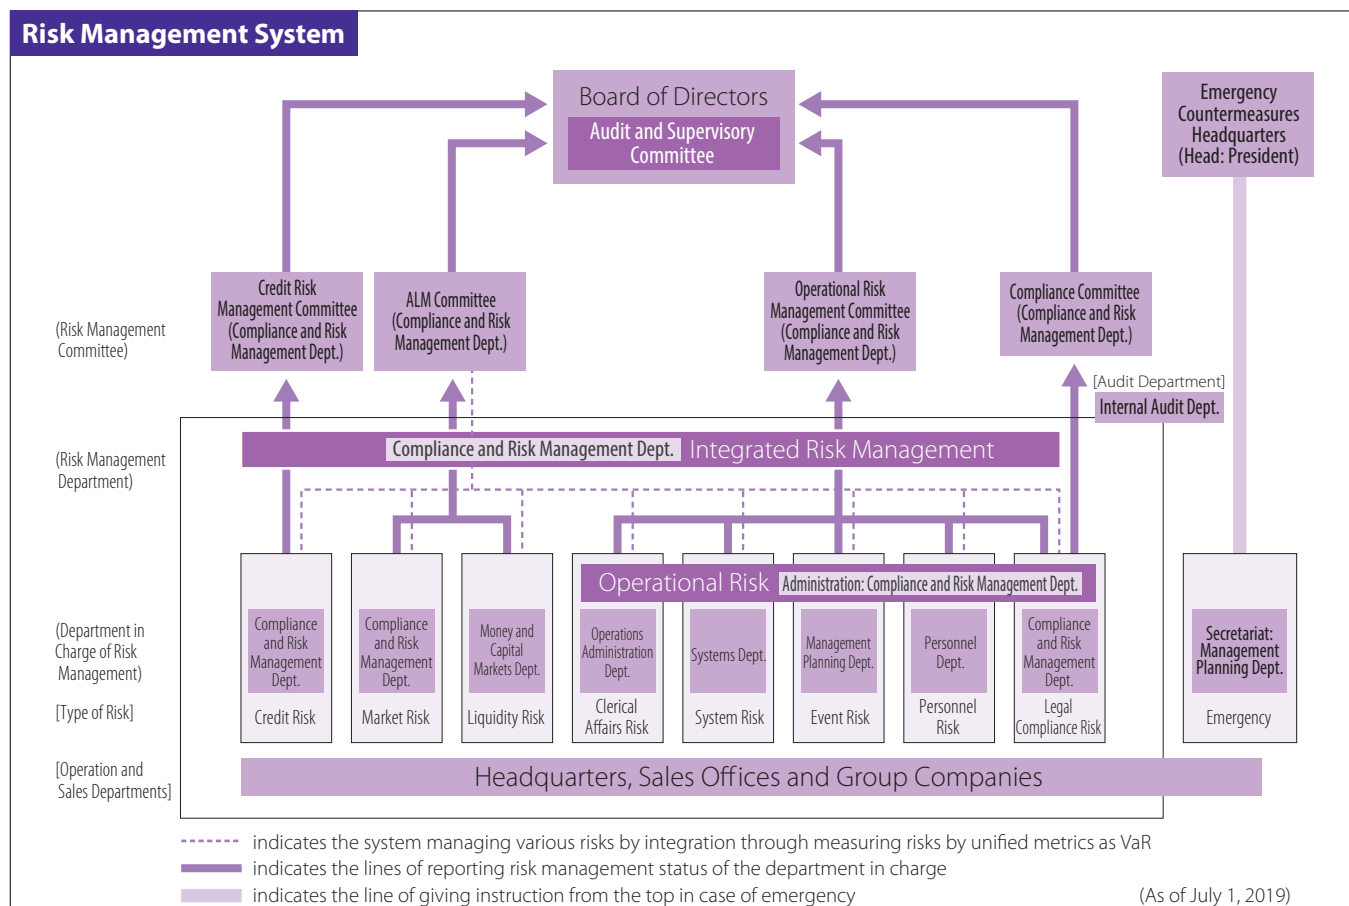 Risk Management System
Board of Directors
Audit and Supervisory
Committee
Emergency
Countermeasures
Headquarters
(Head: President)
(Risk Management
Committee)
Credit Risk
Management Committee
(Compliance and Risk
Management Dept.)
ALM Committee
(Compliance and Risk
Management Dept.)
Operational Risk
Management Committee
(Compliance and Risk
Management Dept.)
Compliance Committee
(Compliance and Risk
Management Dept.)
[Audit Department]
Internal Audit Dept.
(Risk Management
Department)
Compliance and Risk Management Dept. Integrated Risk Management
Operational Risk Administration: Compliance and Risk Management Dept.
(Department in
Charge of Risk
Management)
Compliance
and Risk
Management
Dept.
Compliance
and Risk
Management
Dept.
Money and
Capital
Markets Dept.
Operations
Administration
Dept.
Systems Dept.
Management
Planning Dept.
Personnel
Dept.
Compliance
and Risk
Management
Dept.
Secretariat:
Management
Planning Dept.
[Type of Risk]
Credit Risk
Market Risk
Liquidity Risk
Clerical
Affairs Risk
System Risk
Event Risk
Personnel
Risk
Legal
Compliance Risk
Emergency
[Operation and
Sales Departments]
Headquarters, Sales Offices and Group Companies
indicates the system managing various risks by integration through measuring risks by unified metrics as VaR
indicates the lines of reporting risk management status of the department in charge
indicates the line of giving instruction from the top in case of emergency
(As of July 1, 2019)